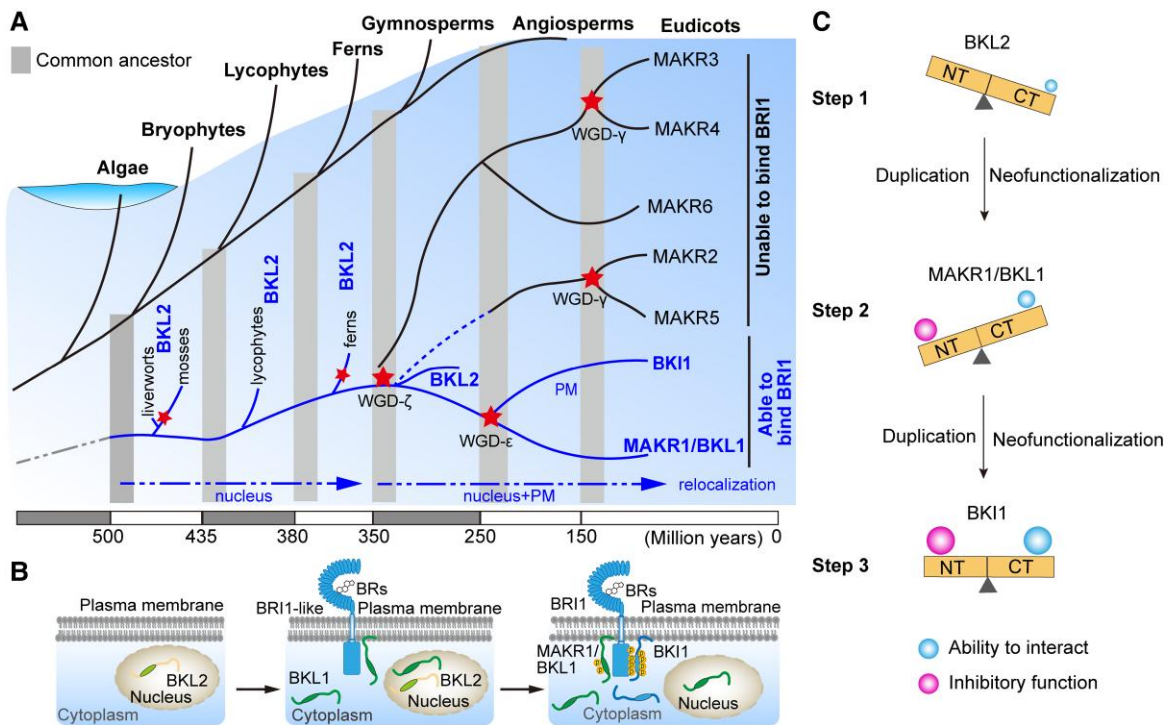 A
Common ancestor
Algae
Bryophytes
Lycophytes
Ferns
Gymnosperms
Angiosperms
Eudicots
MAKR3
WGD-γ
MAKR4
MAKR6
MAKR2
WGD-γ
MAKR5
Unable to bind BRI1
liverworts
BKL2
mosses
lycophytes
BKL2
BKL2
ferns
WGD-ζ
BKL2
WGD-ε
PM
BKI1
MAKR1/BKL1
Able to
bind BRI1
nucleus
nucleus+PM
relocalization
500
435
380
350
250
150
(Million years)
0
B
Plasma membrane
BKL2
Nucleus
Cytoplasm
BRs
BRI1-like
Plasma membrane
BKL1
BKL2
Nucleus
Cytoplasm
BRs
BRI1
Plasma membrane
MAKR1/
BKL1
P
P
P
P
P
P
P
P
P
P
BKI1
Nucleus
Cytoplasm
C
BKL2
Step 1
NT
CT
Duplication
Neofunctionalization
MAKR1/BKL1
Step 2
NT
CT
Duplication
Neofunctionalization
BKI1
Step 3
NT
CT
Ability to interact
Inhibitory function